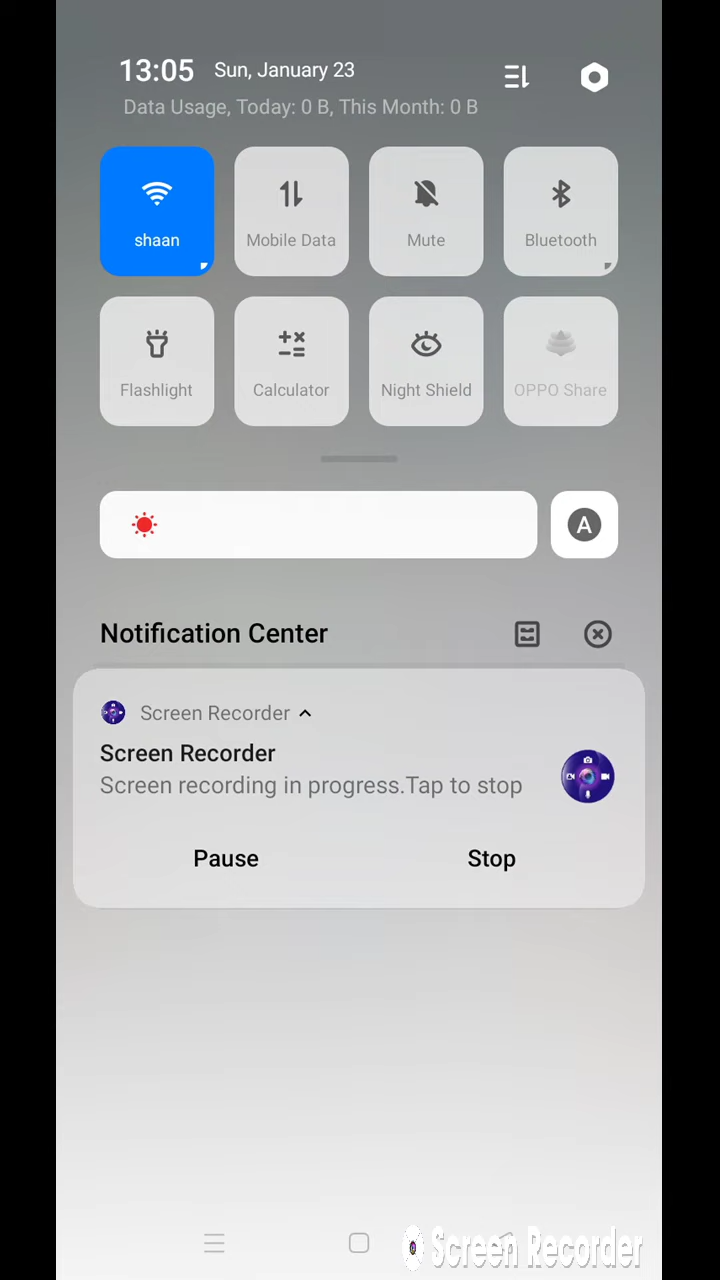 13:05 Sun, January 23
Data Usage, Today: 0 B, This Month: 0 B
shaan Mobile Data Mute Bluetooth
Flashlight Calculator Night Shield OPPO Share
A
Notification Center
Screen Recorder
Screen Recorder
Screen recording in progress.Tap to stop
Pause Stop
Screen Recorder